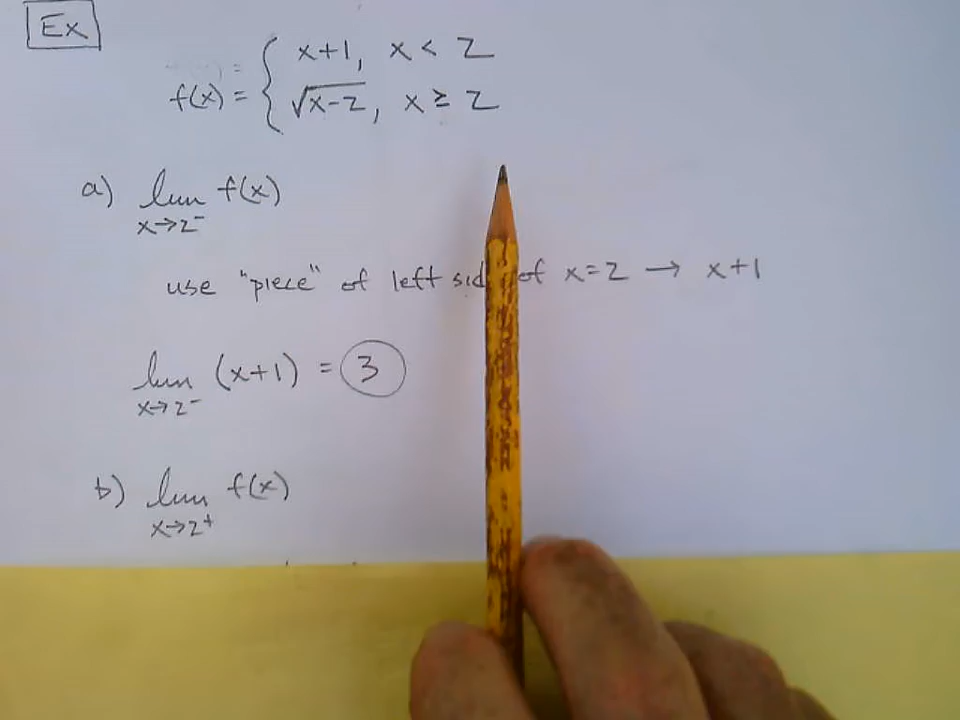 Ex
f(x) = { x+1, x < 2
√x-2, x ≥ 2
a) lim f(x)
x→2⁻
use "piece" of left sid of x=2 → x+1
lim (x+1) = 3
x→2⁻
b) lim f(x)
x→2⁺